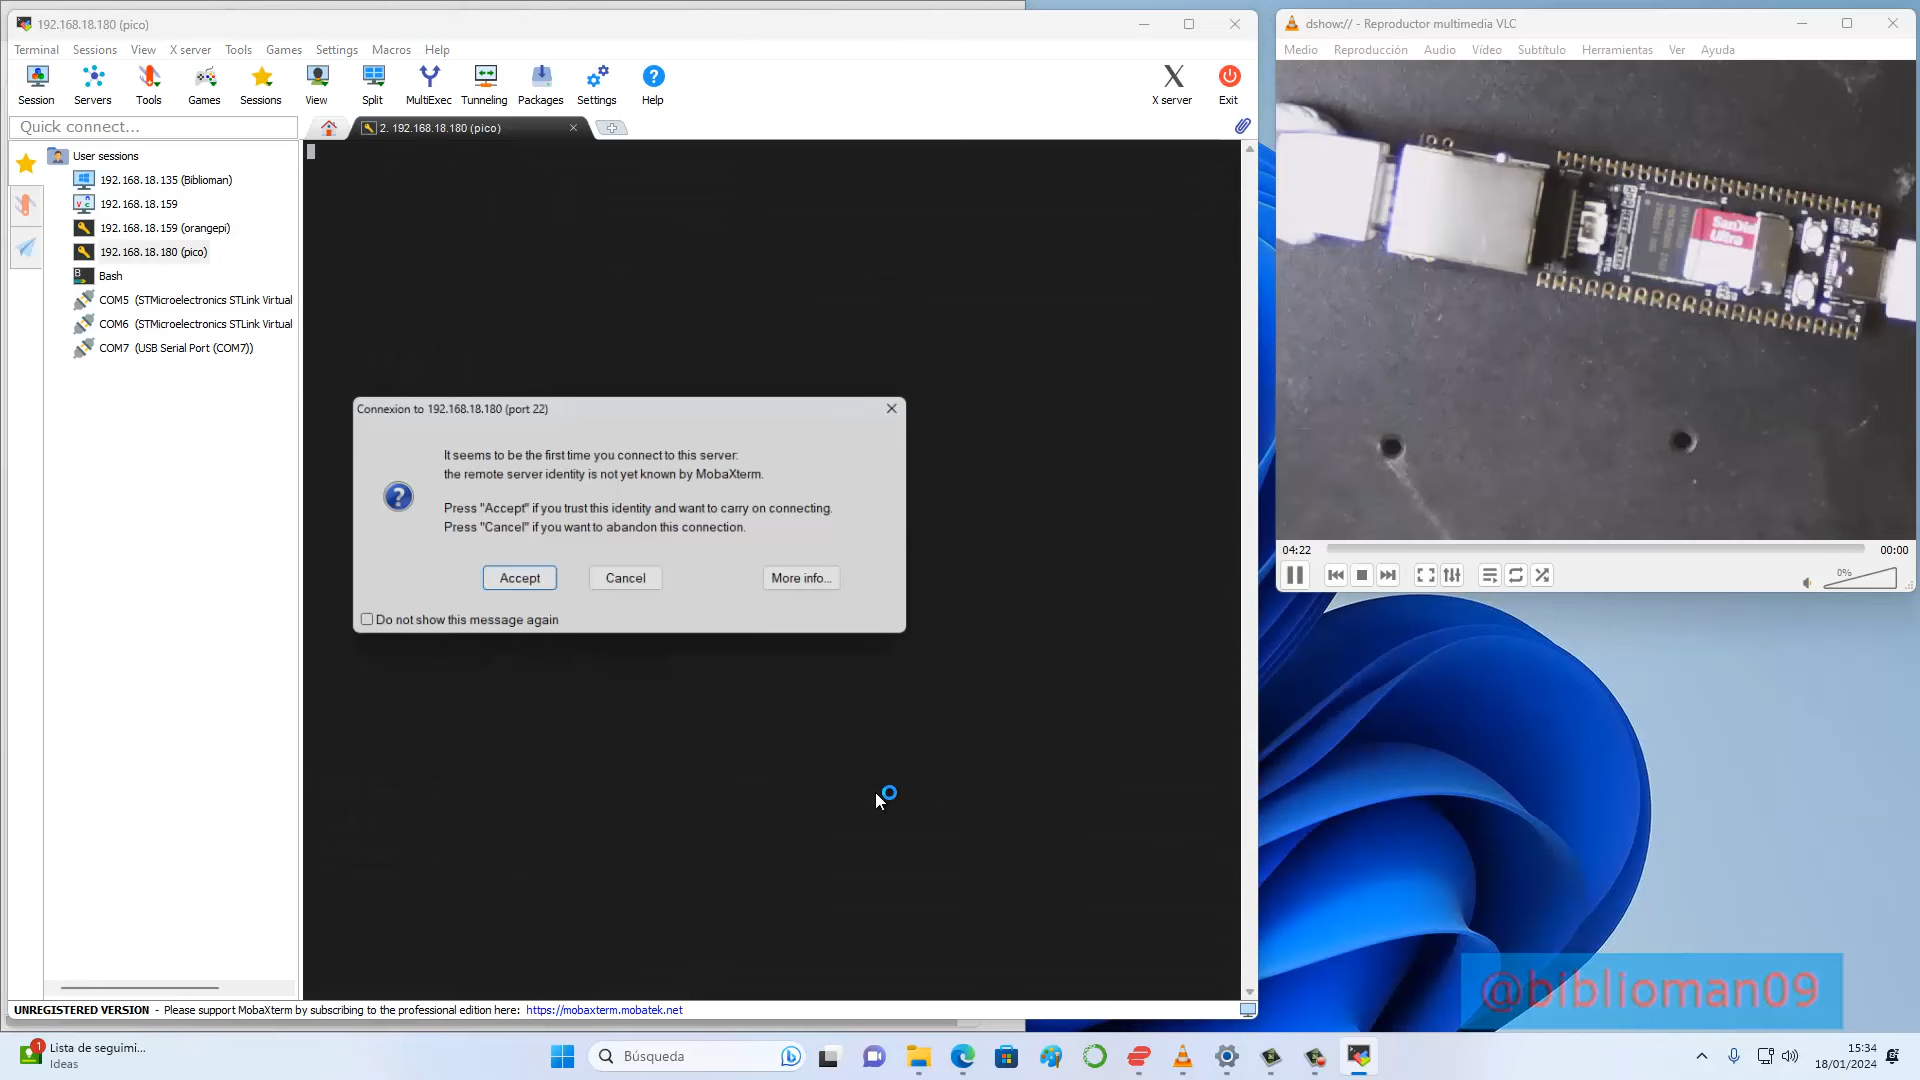 192.168.18.180 (pico)
Terminal Sessions View X server Tools Games Settings Macros Help
Session Servers Tools Games Sessions View Split MultiExec Tunneling Packages Settings Help X server Exit
Quick connect...
2. 192.168.18.180 (pico)
User sessions
192.168.18.135 (Biblioman)
192.168.18.159
192.168.18.159 (orangepi)
192.168.18.180 (pico)
Bash
COM5 (STMicroelectronics STLink Virtual
COM6 (STMicroelectronics STLink Virtual
COM7 (USB Serial Port (COM7))
Connexion to 192.168.18.180 (port 22)
It seems to be the first time you connect to this server:
the remote server identity is not yet known by MobaXterm.
Press "Accept" if you trust this identity and want to carry on connecting.
Press "Cancel" if you want to abandon this connection.
Accept Cancel More info...
Do not show this message again
UNREGISTERED VERSION - Please support MobaXterm by subscribing to the professional edition here: https://mobaxterm.mobatek.net
dshow:// - Reproductor multimedia VLC
Medio Reproducción Audio Vídeo Subtítulo Herramientas Ver Ayuda
SanDisk
Ultra
04:22 00:00
0%
@biblioman09
1
Lista de seguimi...
Ideas
Búsqueda
15:34
18/01/2024